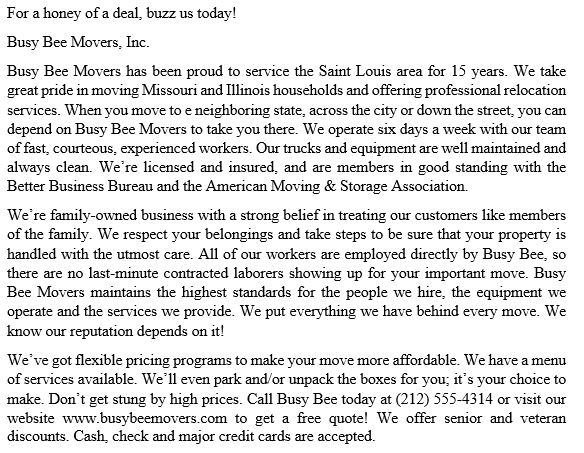 For a honey of a deal, buzz us today!
Busy Bee Movers, Inc.
Busy Bee Movers has been proud to service the Saint Louis area for 15 years. We take
great pride in moving Missouri and Illinois households and offering professional relocation
services. When you move to e neighboring state, across the city or down the street, you can
depend on Busy Bee Movers to take you there. We operate six days a week with our team
of fast, courteous, experienced workers. Our trucks and equipment are well maintained and
always clean. We’re licensed and insured, and are members in good standing with the
Better Business Bureau and the American Moving & Storage Association.
We’re family-owned business with a strong belief in treating our customers like members
of the family. We respect your belongings and take steps to be sure that your property is
handled with the utmost care. All of our workers are employed directly by Busy Bee, so
there are no last-minute contracted laborers showing up for your important move. Busy
Bee Movers maintains the highest standards for the people we hire, the equipment we
operate and the services we provide. We put everything we have behind every move. We
know our reputation depends on it!
We’ve got flexible pricing programs to make your move more affordable. We have a menu
of services available. We’ll even park and/or unpack the boxes for you; it’s your choice to
make. Don’t get stung by high prices. Call Busy Bee today at (212) 555-4314 or visit our
website www.busybeemovers.com to get a free quote! We offer senior and veteran
discounts. Cash, check and major credit cards are accepted.